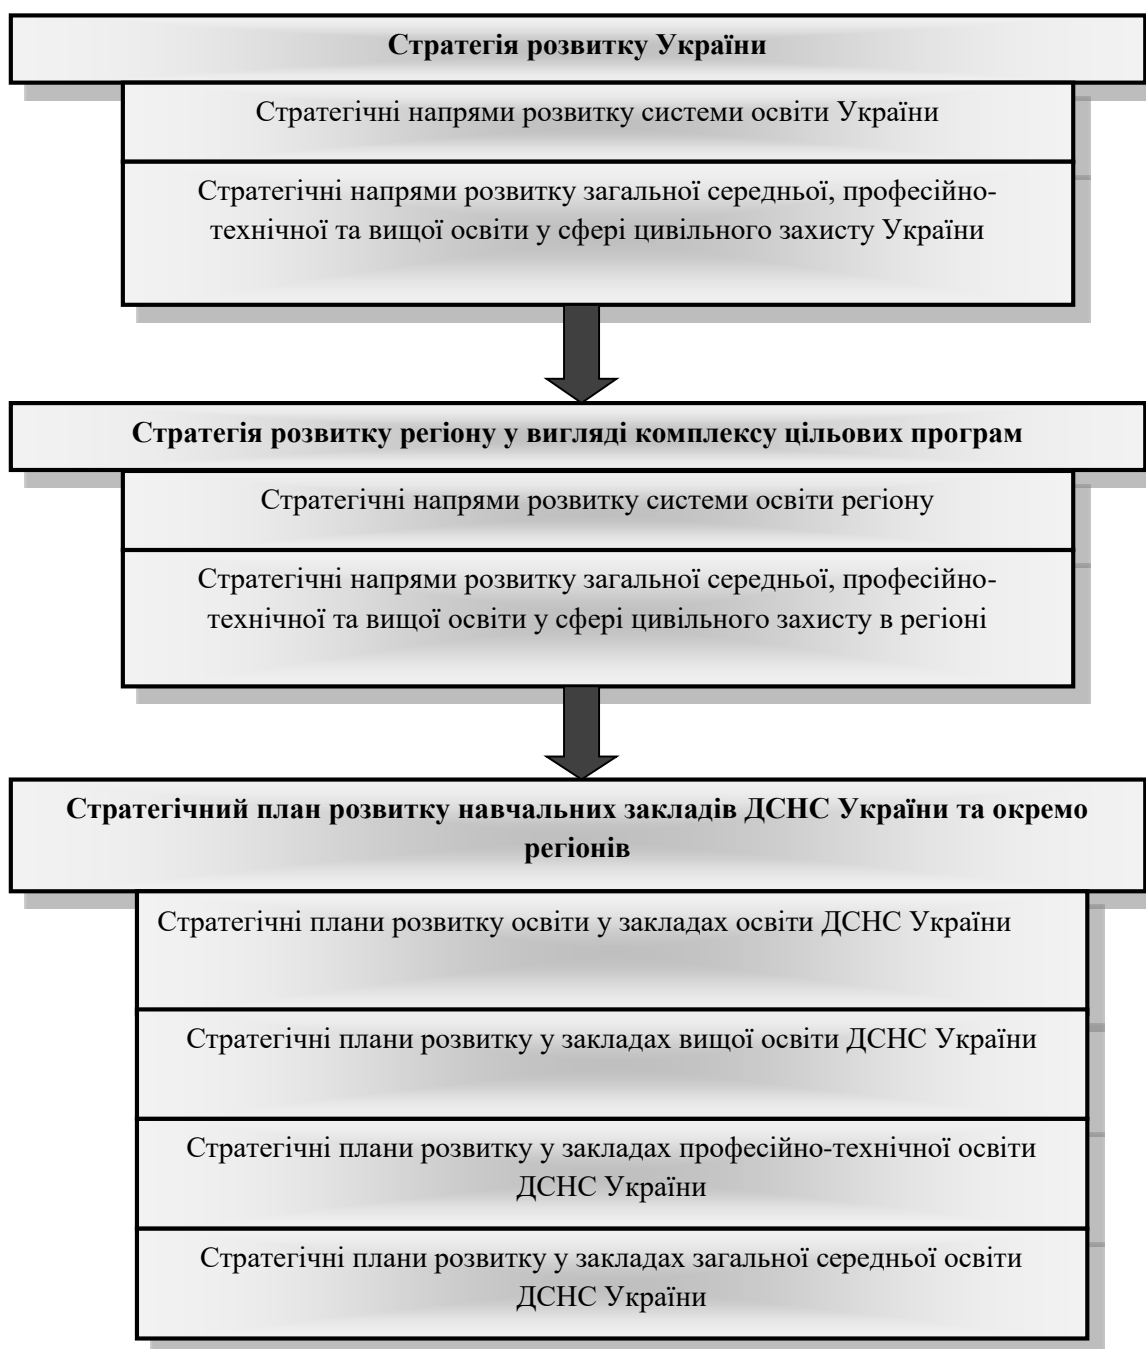 Стратегія розвитку України
Стратегічні напрями розвитку системи освіти України
Стратегічні напрями розвитку загальної середньої, професійно-
технічної та вищої освіти у сфері цивільного захисту України
Стратегія розвитку регіону у вигляді комплексу цільових програм
Стратегічні напрями розвитку системи освіти регіону
Стратегічні напрями розвитку загальної середньої, професійно-
технічної та вищої освіти у сфері цивільного захисту в регіоні
Стратегічний план розвитку навчальних закладів ДСНС України та окремо
регіонів
Стратегічні плани розвитку освіти у закладах освіти ДСНС України
Стратегічні плани розвитку у закладах вищої освіти ДСНС України
Стратегічні плани розвитку у закладах професійно-технічної освіти
ДСНС України
Стратегічні плани розвитку у закладах загальної середньої освіти
ДСНС України